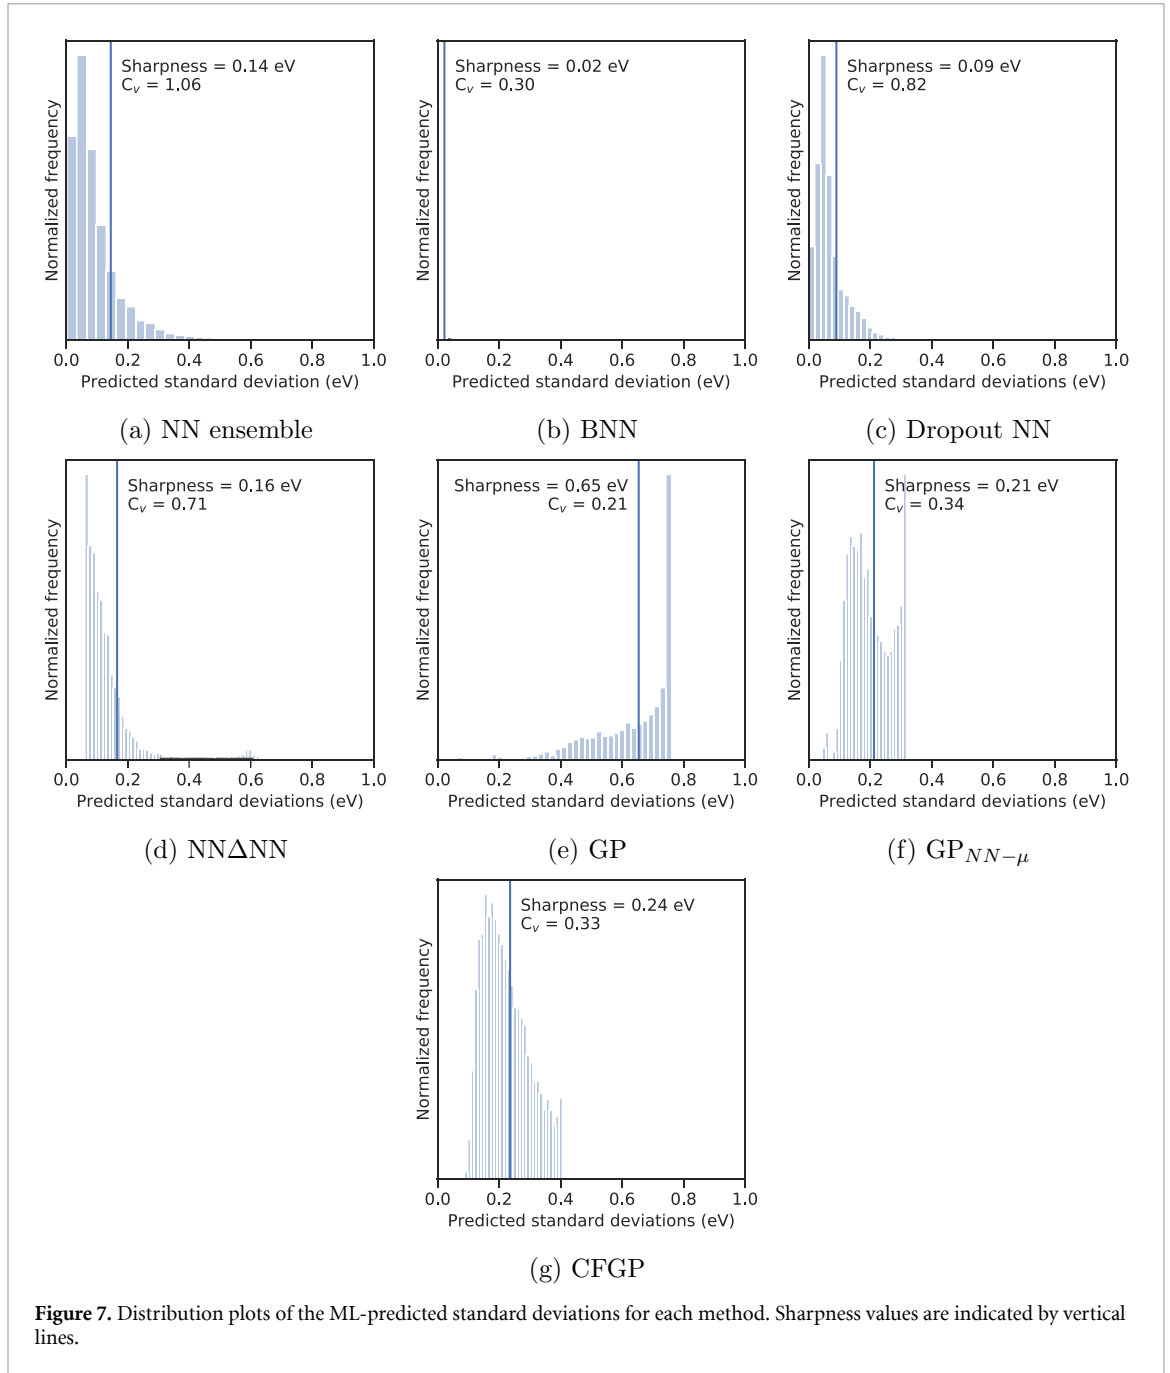 Sharpness = 0.14 eV
C_v = 1.06
Normalized frequency
0.0 0.2 0.4 0.6 0.8 1.0
Predicted standard deviation (eV)
(a) NN ensemble
Sharpness = 0.02 eV
C_v = 0.30
Normalized frequency
0.0 0.2 0.4 0.6 0.8 1.0
Predicted standard deviation (eV)
(b) BNN
Sharpness = 0.09 eV
C_v = 0.82
Normalized frequency
0.0 0.2 0.4 0.6 0.8 1.0
Predicted standard deviations (eV)
(c) Dropout NN
Sharpness = 0.16 eV
C_v = 0.71
Normalized frequency
0.0 0.2 0.4 0.6 0.8 1.0
Predicted standard deviations (eV)
(d) NNΔNN
Sharpness = 0.65 eV
C_v = 0.21
Normalized frequency
0.0 0.2 0.4 0.6 0.8 1.0
Predicted standard deviations (eV)
(e) GP
Sharpness = 0.21 eV
C_v = 0.34
Normalized frequency
0.0 0.2 0.4 0.6 0.8 1.0
Predicted standard deviations (eV)
(f) GP_{NN−μ}
Sharpness = 0.24 eV
C_v = 0.33
Normalized frequency
0.0 0.2 0.4 0.6 0.8 1.0
Predicted standard deviations (eV)
(g) CFGP
Figure 7. Distribution plots of the ML-predicted standard deviations for each method. Sharpness values are indicated by vertical
lines.